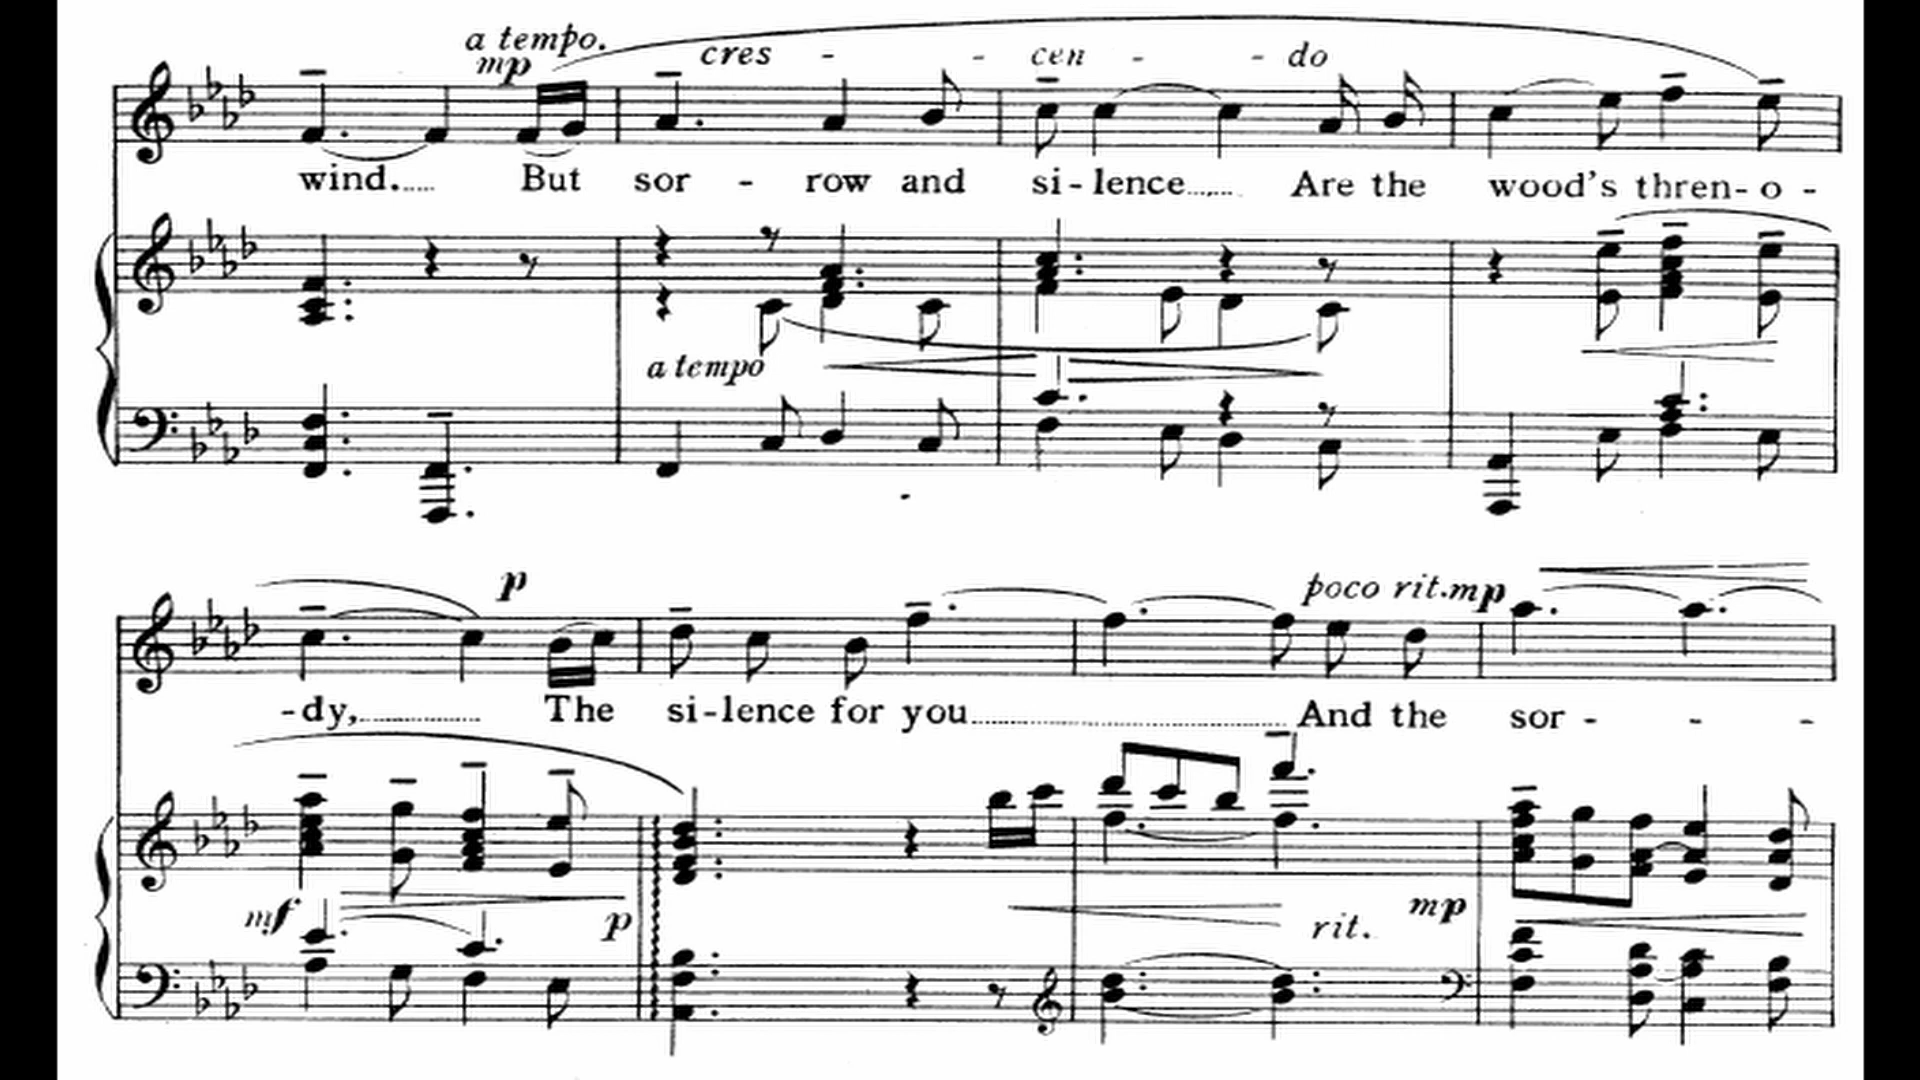 a tempo.
mp cres - - cen - - do
wind...... But sor - row and si - lence........ Are the wood's thren - o -
a tempo
p poco rit. mp
- dy,.............. The si - lence for you.................................... And the sor - - -
mf p rit. mp